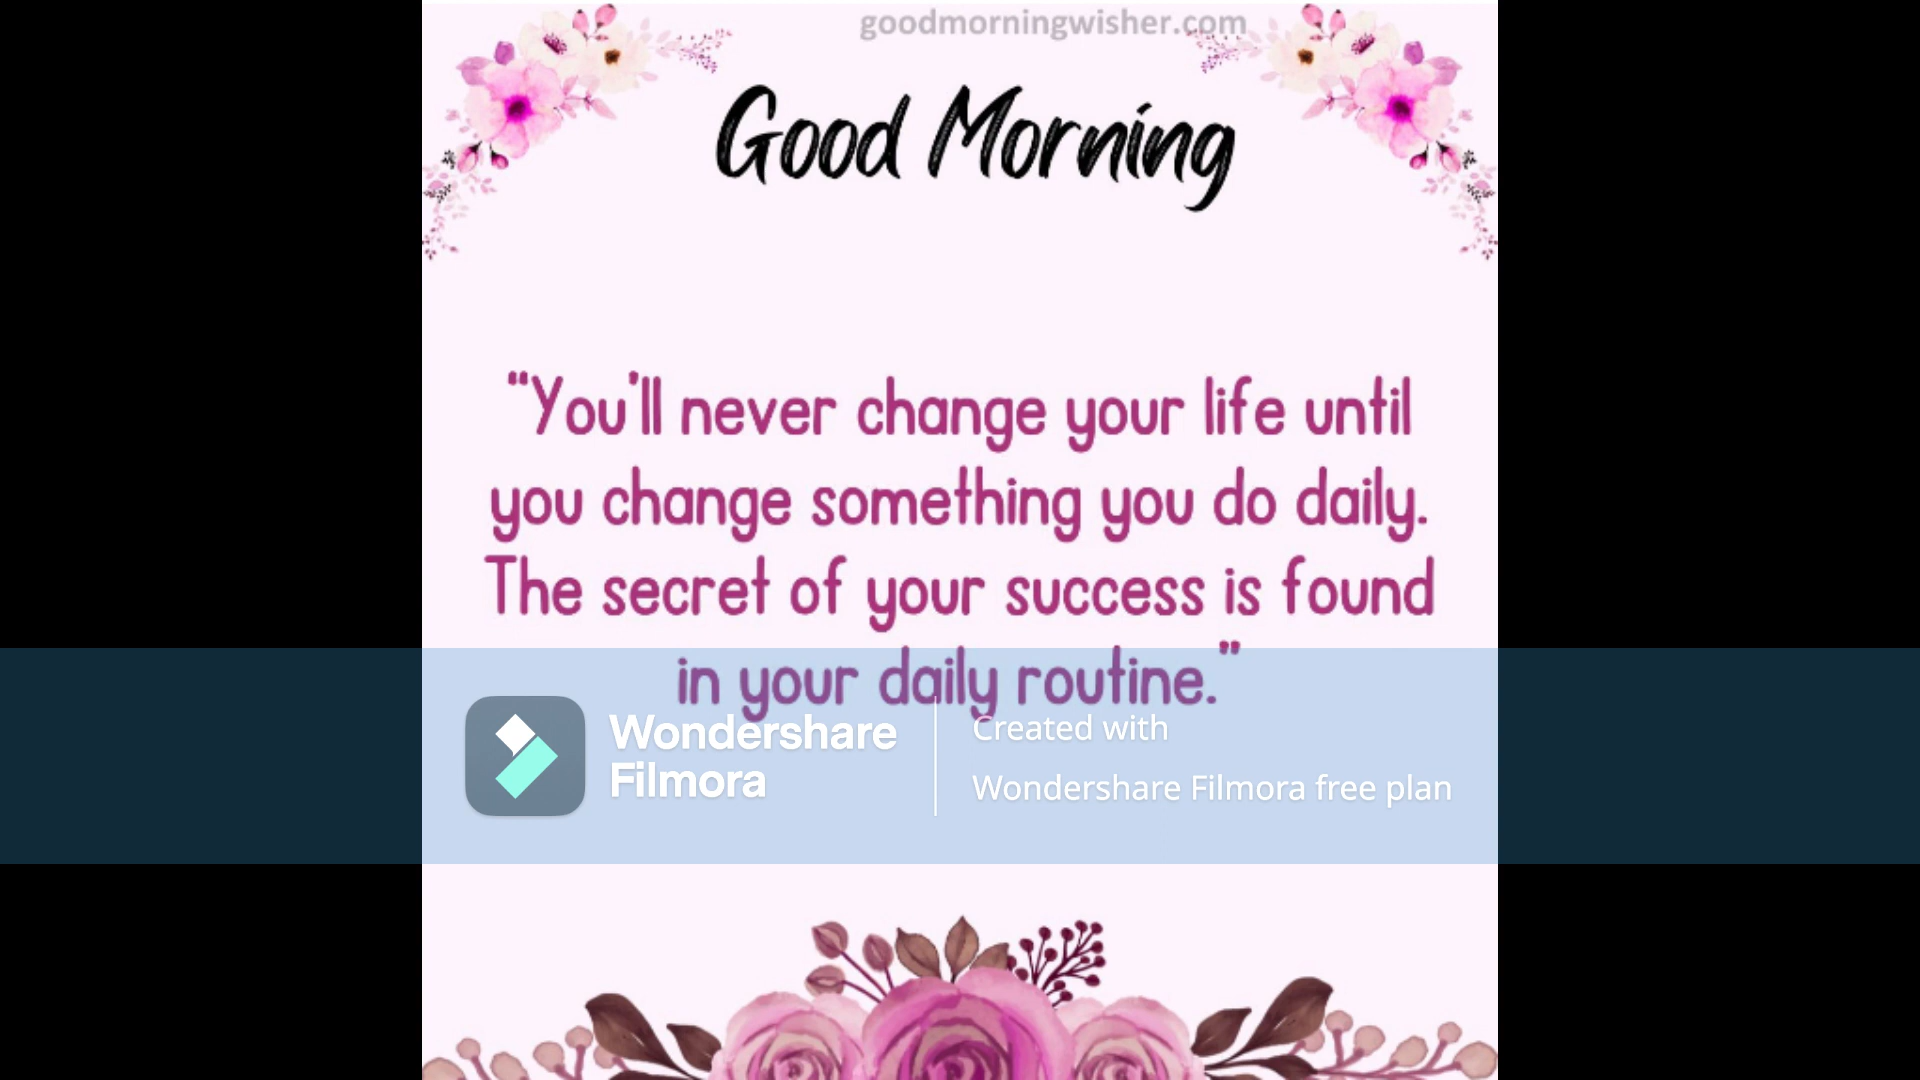 goodmorningwisher.com
Good Morning
“You'll never change your life until
you change something you do daily.
The secret of your success is found
in your daily routine.”
Wondershare
Filmora
Created with
Wondershare Filmora free plan